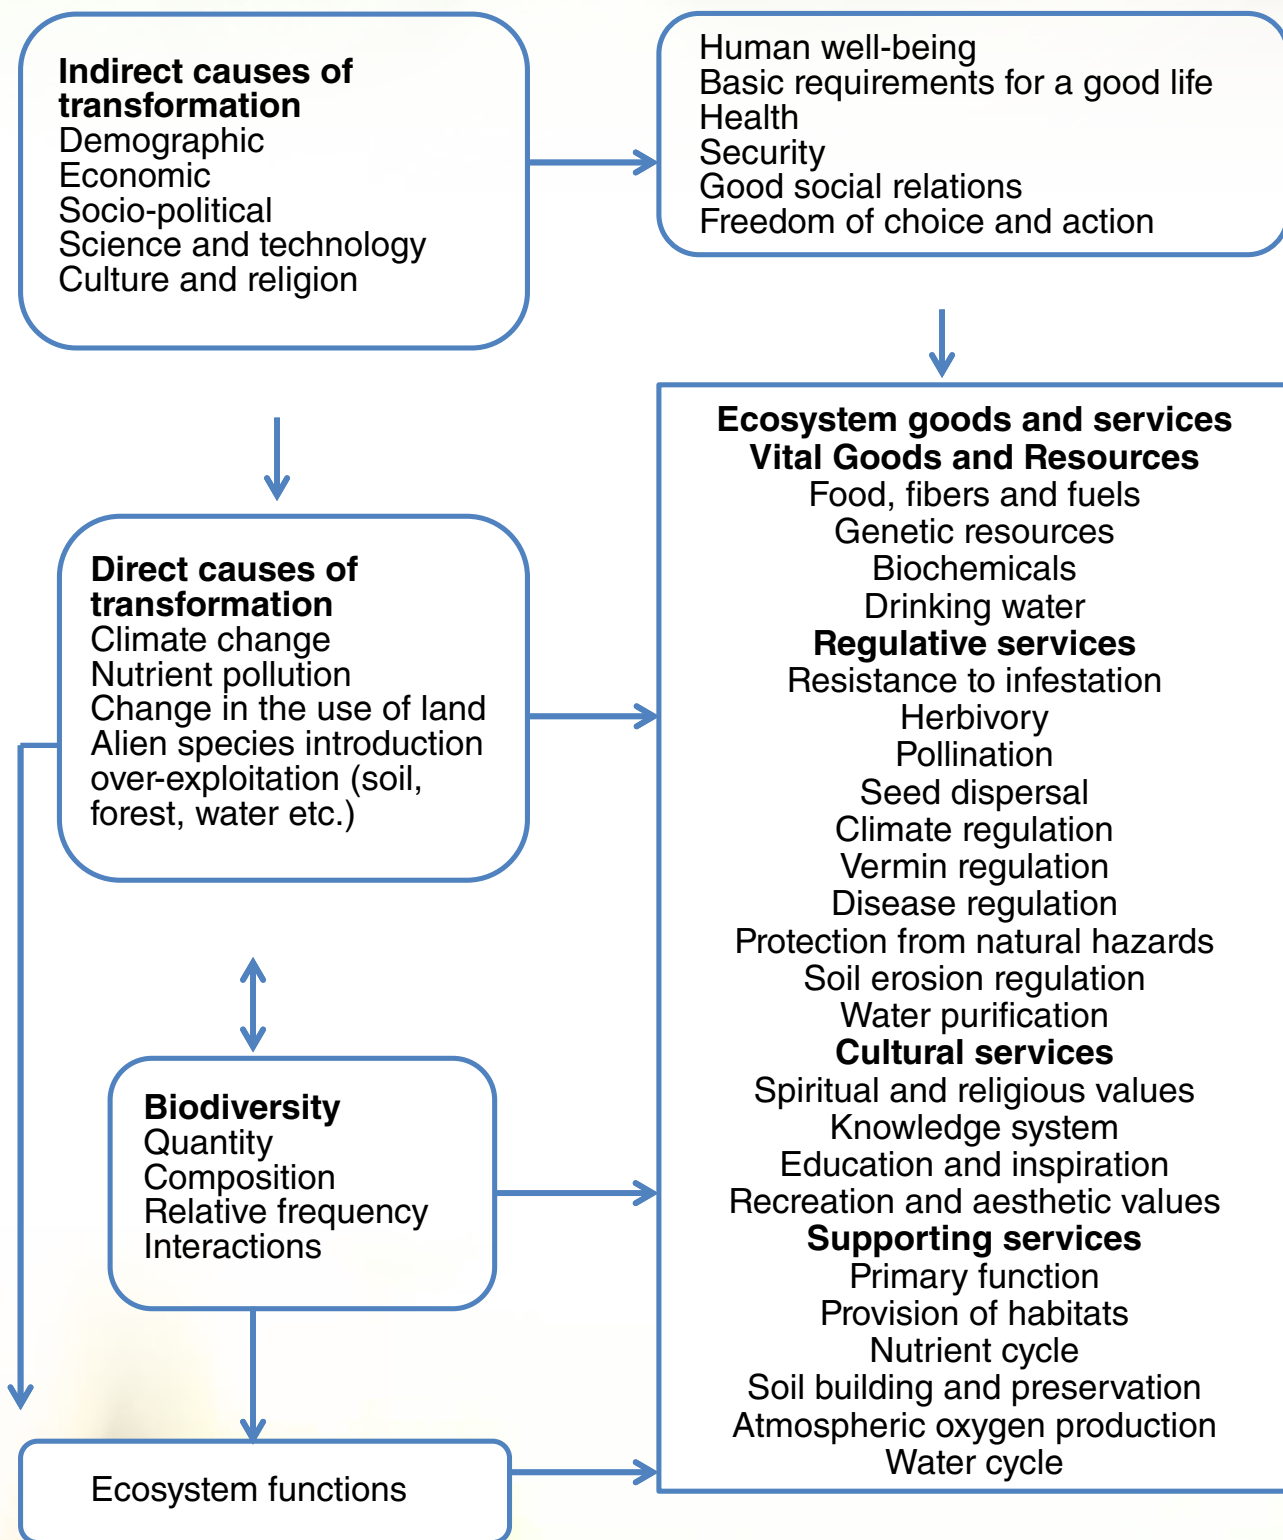 Indirect causes of
transformation
Demographic
Economic
Socio-political
Science and technology
Culture and religion
Human well-being
Basic requirements for a good life
Health
Security
Good social relations
Freedom of choice and action
Direct causes of
transformation
Climate change
Nutrient pollution
Change in the use of land
Alien species introduction
over-exploitation (soil,
forest, water etc.)
Biodiversity
Quantity
Composition
Relative frequency
Interactions
Ecosystem functions
Ecosystem goods and services
Vital Goods and Resources
Food, fibers and fuels
Genetic resources
Biochemicals
Drinking water
Regulative services
Resistance to infestation
Herbivory
Pollination
Seed dispersal
Climate regulation
Vermin regulation
Disease regulation
Protection from natural hazards
Soil erosion regulation
Water purification
Cultural services
Spiritual and religious values
Knowledge system
Education and inspiration
Recreation and aesthetic values
Supporting services
Primary function
Provision of habitats
Nutrient cycle
Soil building and preservation
Atmospheric oxygen production
Water cycle